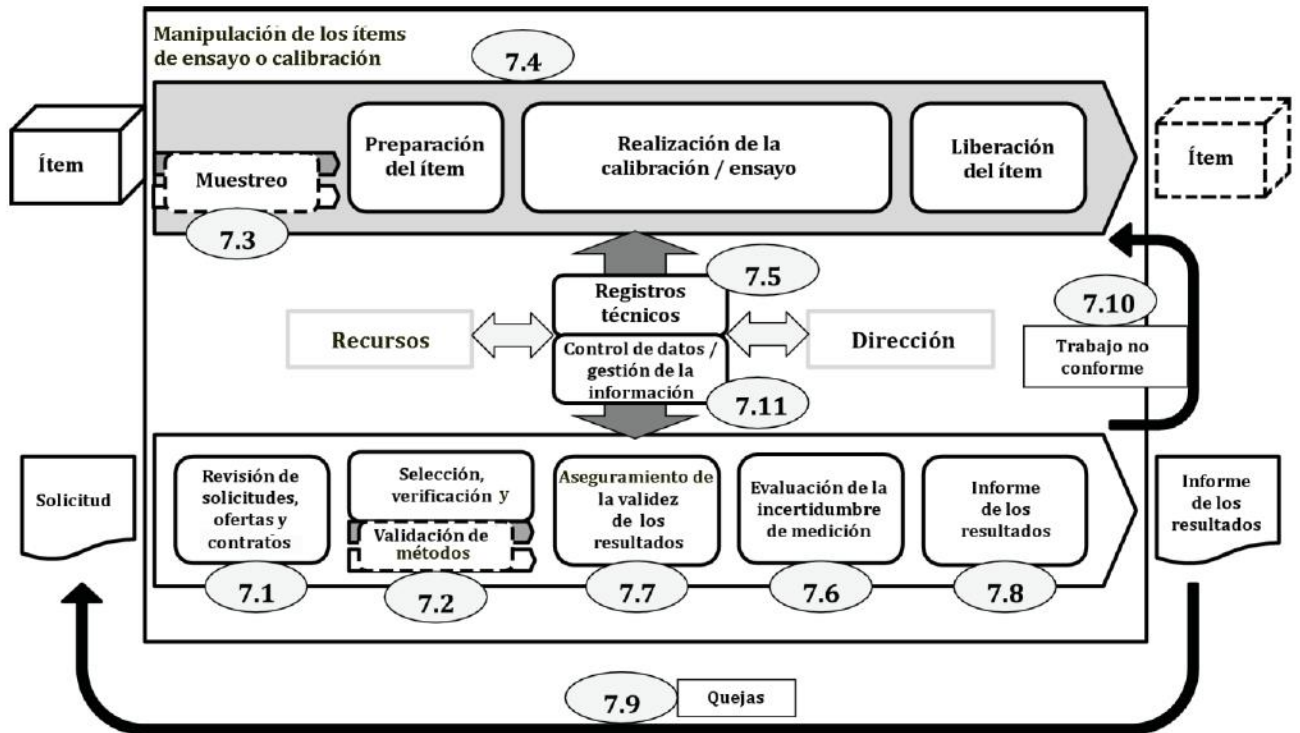 Manipulación de los ítems
de ensayo o calibración
7.4
Ítem
Muestreo
7.3
Preparación
del ítem
Realización de la
calibración / ensayo
Liberación
del ítem
Ítem
7.5
Registros
técnicos
Recursos
Dirección
Control de datos /
gestión de la
información
7.11
7.10
Trabajo no
conforme
Solicitud
Revisión de
solicitudes,
ofertas y
contratos
7.1
Selección,
verificación y
Validación de
métodos
7.2
Aseguramiento de
la validez
de los
resultados
7.7
Evaluación de la
incertidumbre
de medición
7.6
Informe
de los
resultados
7.8
Informe
de los
resultados
7.9
Quejas